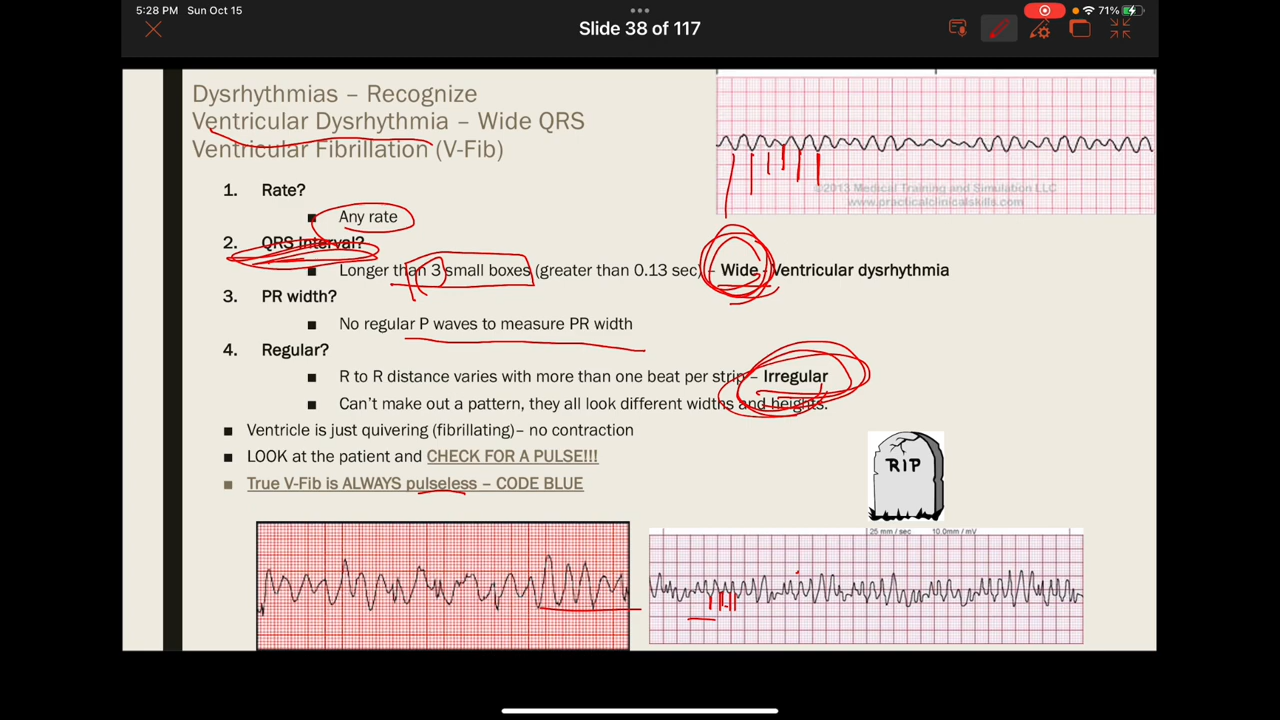 5:28 PM Sun Oct 15
71%
Slide 38 of 117
Dysrhythmias – Recognize
Ventricular Dysrhythmia – Wide QRS
Ventricular Fibrillation (V-Fib)
1. Rate?
■ Any rate
2. QRS Interval?
■ Longer than 3 small boxes (greater than 0.13 sec) – Wide - Ventricular dysrhythmia
3. PR width?
■ No regular P waves to measure PR width
4. Regular?
■ R to R distance varies with more than one beat per strip – Irregular
■ Can't make out a pattern, they all look different widths and heights.
■ Ventricle is just quivering (fibrillating)– no contraction
■ LOOK at the patient and CHECK FOR A PULSE!!!
■ True V-Fib is ALWAYS pulseless – CODE BLUE
©2013 Medical Training and Simulation LLC
www.practicalclinicalskills.com
RIP
25 mm / sec 10.0mm / mV